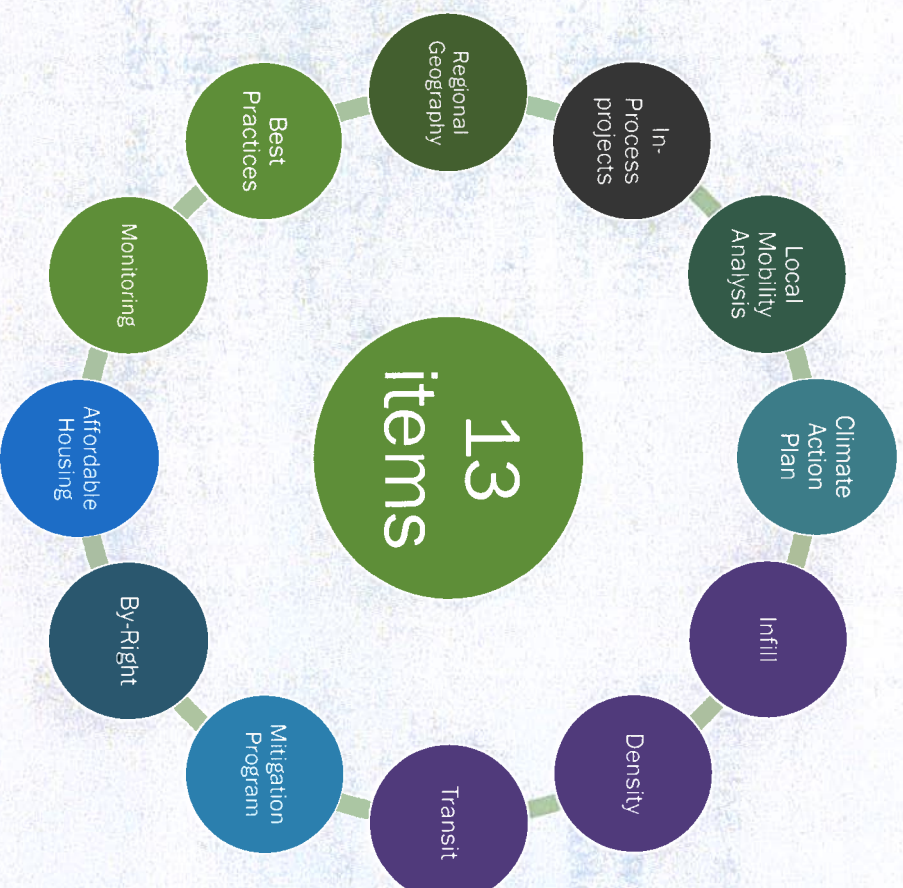 13
items
Climate
Action
Plan
Infill
Density
Transit
Mitigation
Program
By-Right
Affordable
Housing
Monitoring
Best
Practices
Regional
Geography
In-
Process
projects
Local
Mobility
Analysis